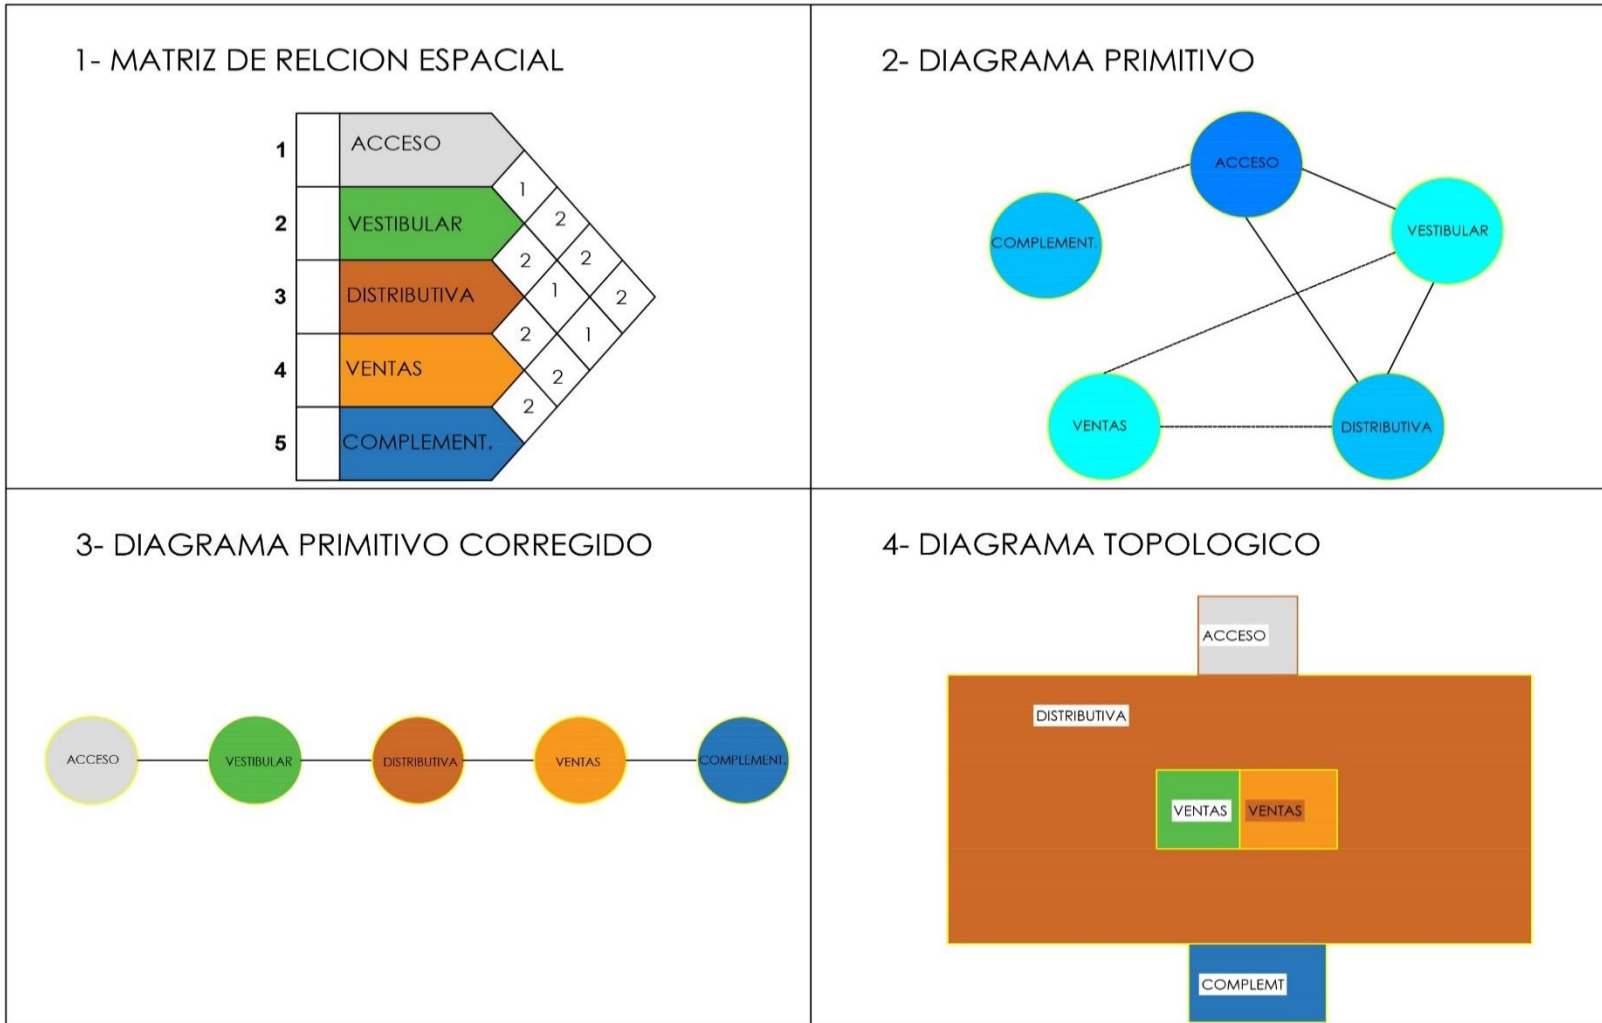 1- MATRIZ DE RELCION ESPACIAL
1 ACCESO
1
2 VESTIBULAR
2
2
2
3 DISTRIBUTIVA
1
2
2
1
4 VENTAS
2
2
5 COMPLEMENT.
2- DIAGRAMA PRIMITIVO
ACCESO
VESTIBULAR
COMPLEMENT.
VENTAS
DISTRIBUTIVA
3- DIAGRAMA PRIMITIVO CORREGIDO
ACCESO
VESTIBULAR
DISTRIBUTIVA
VENTAS
COMPLEMENT.
4- DIAGRAMA TOPOLOGICO
ACCESO
DISTRIBUTIVA
VENTAS
VENTAS
COMPLEMT